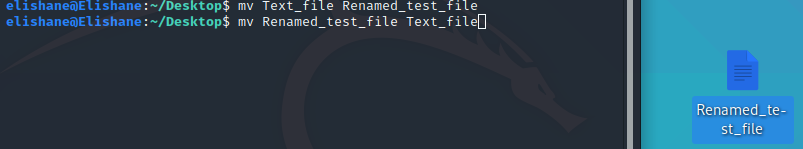 elishane@Elishane:~/Desktop$ mv Text_file Renamed_test_file
elishane@Elishane:~/Desktop$ mv Renamed_test_file Text_file
Renamed_te-
st_file